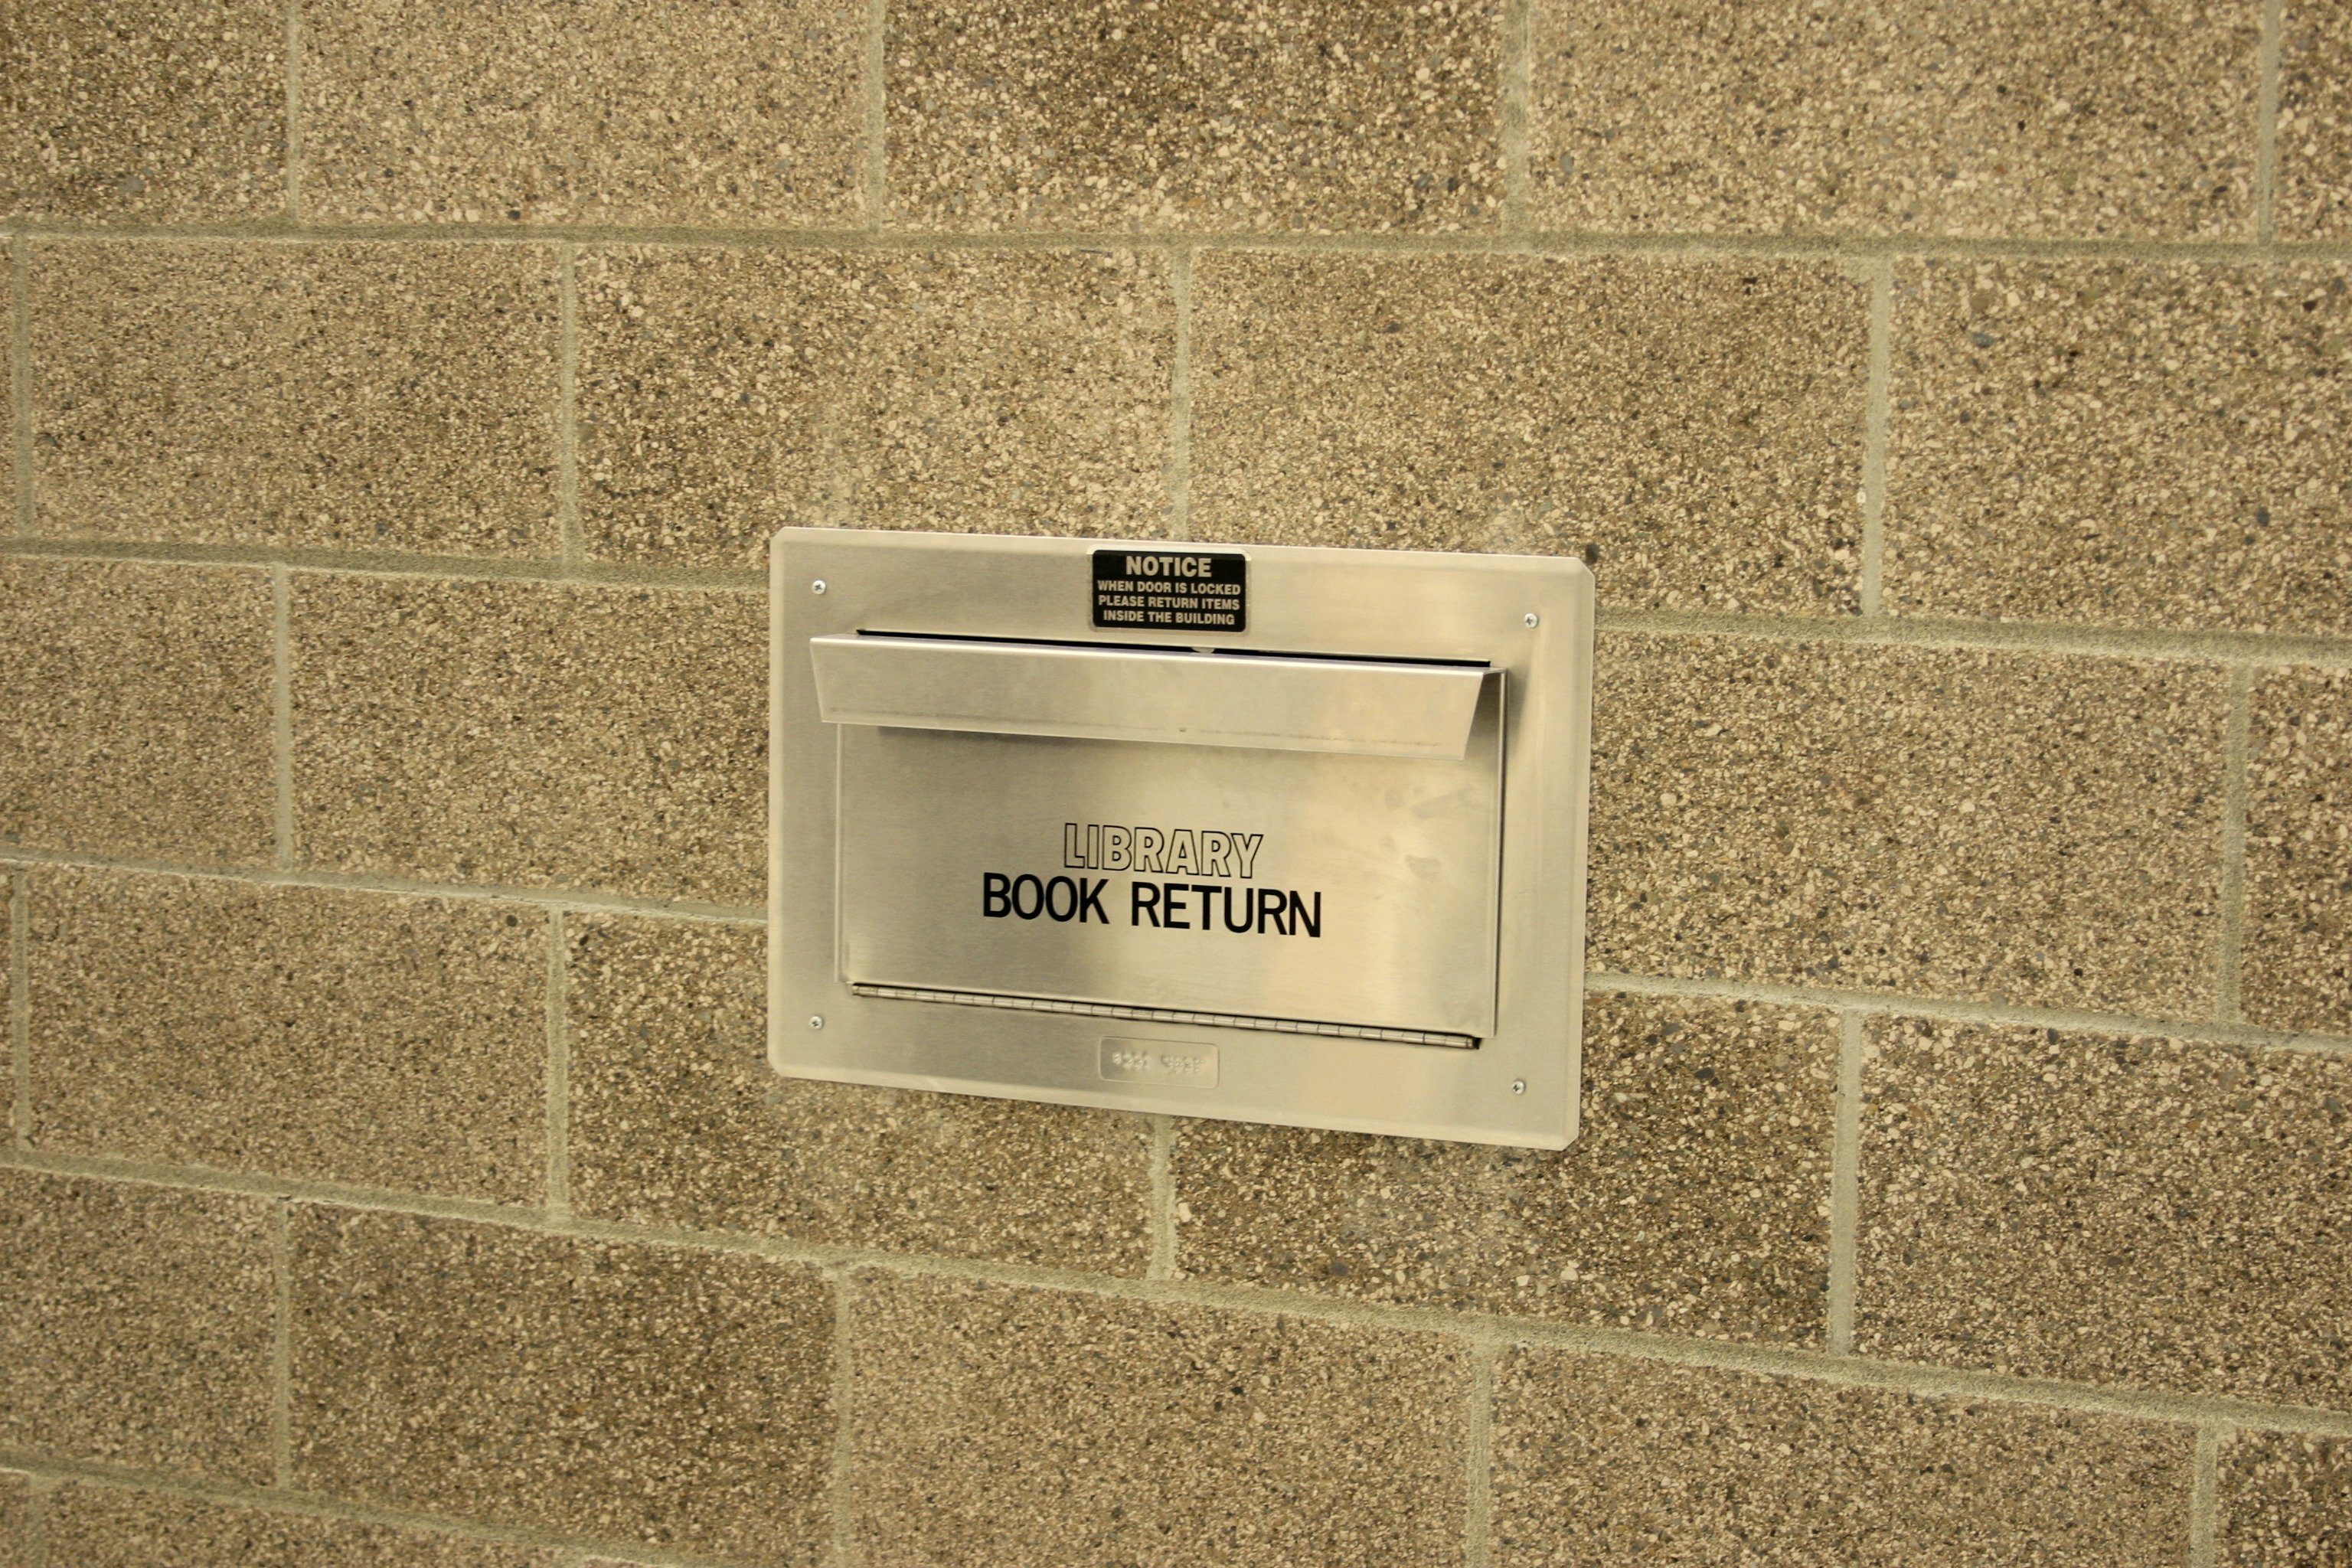 NOTICE
WHEN DOOR IS LOCKED
PLEASE RETURN ITEMS
INSIDE THE BUILDING
LIBRARY
BOOK RETURN